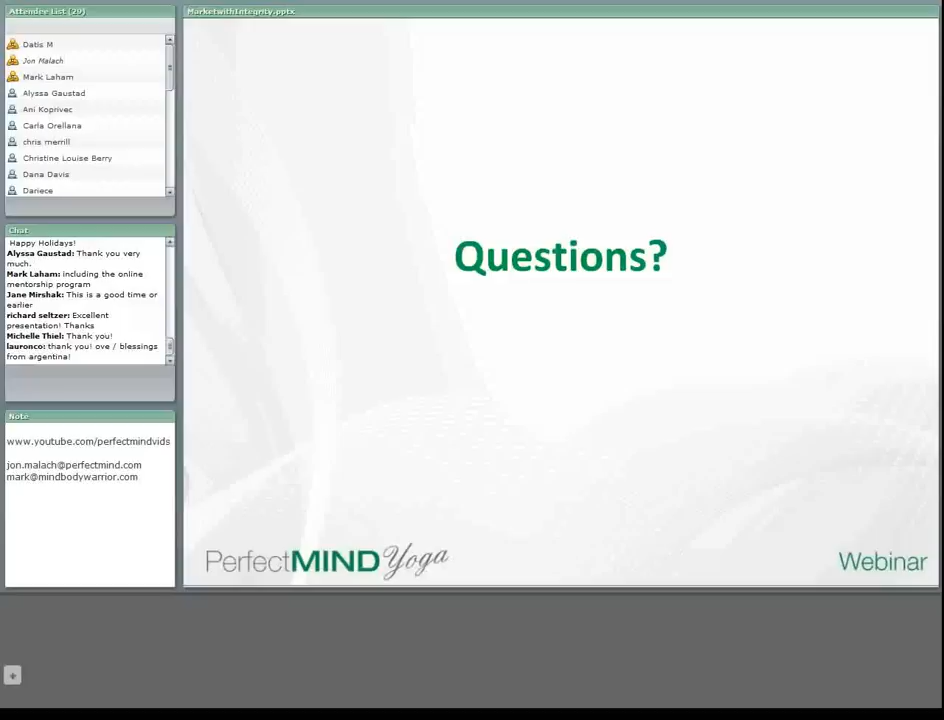 Attendee List (29)
Datis M
Jon Malach
Mark Laham
Alyssa Gaustad
Ani Koprivec
Carla Orellana
chris merrill
Christine Louise Berry
Dana Davis
Dariece
Chat
Happy Holidays!
Alyssa Gaustad: Thank you very
much.
Mark Laham: including the online
mentorship program
Jane Mirshak: This is a good time or
earlier
richard seltzer: Excellent
presentation! Thanks
Michelle Thiel: Thank you!
lauronco: thank you! ove / blessings
from argentina!
Note
www.youtube.com/perfectmindvids
jon.malach@perfectmind.com
mark@mindbodywarrior.com
MarketwithIntegrity.pptx
Questions?
PerfectMIND Yoga
Webinar